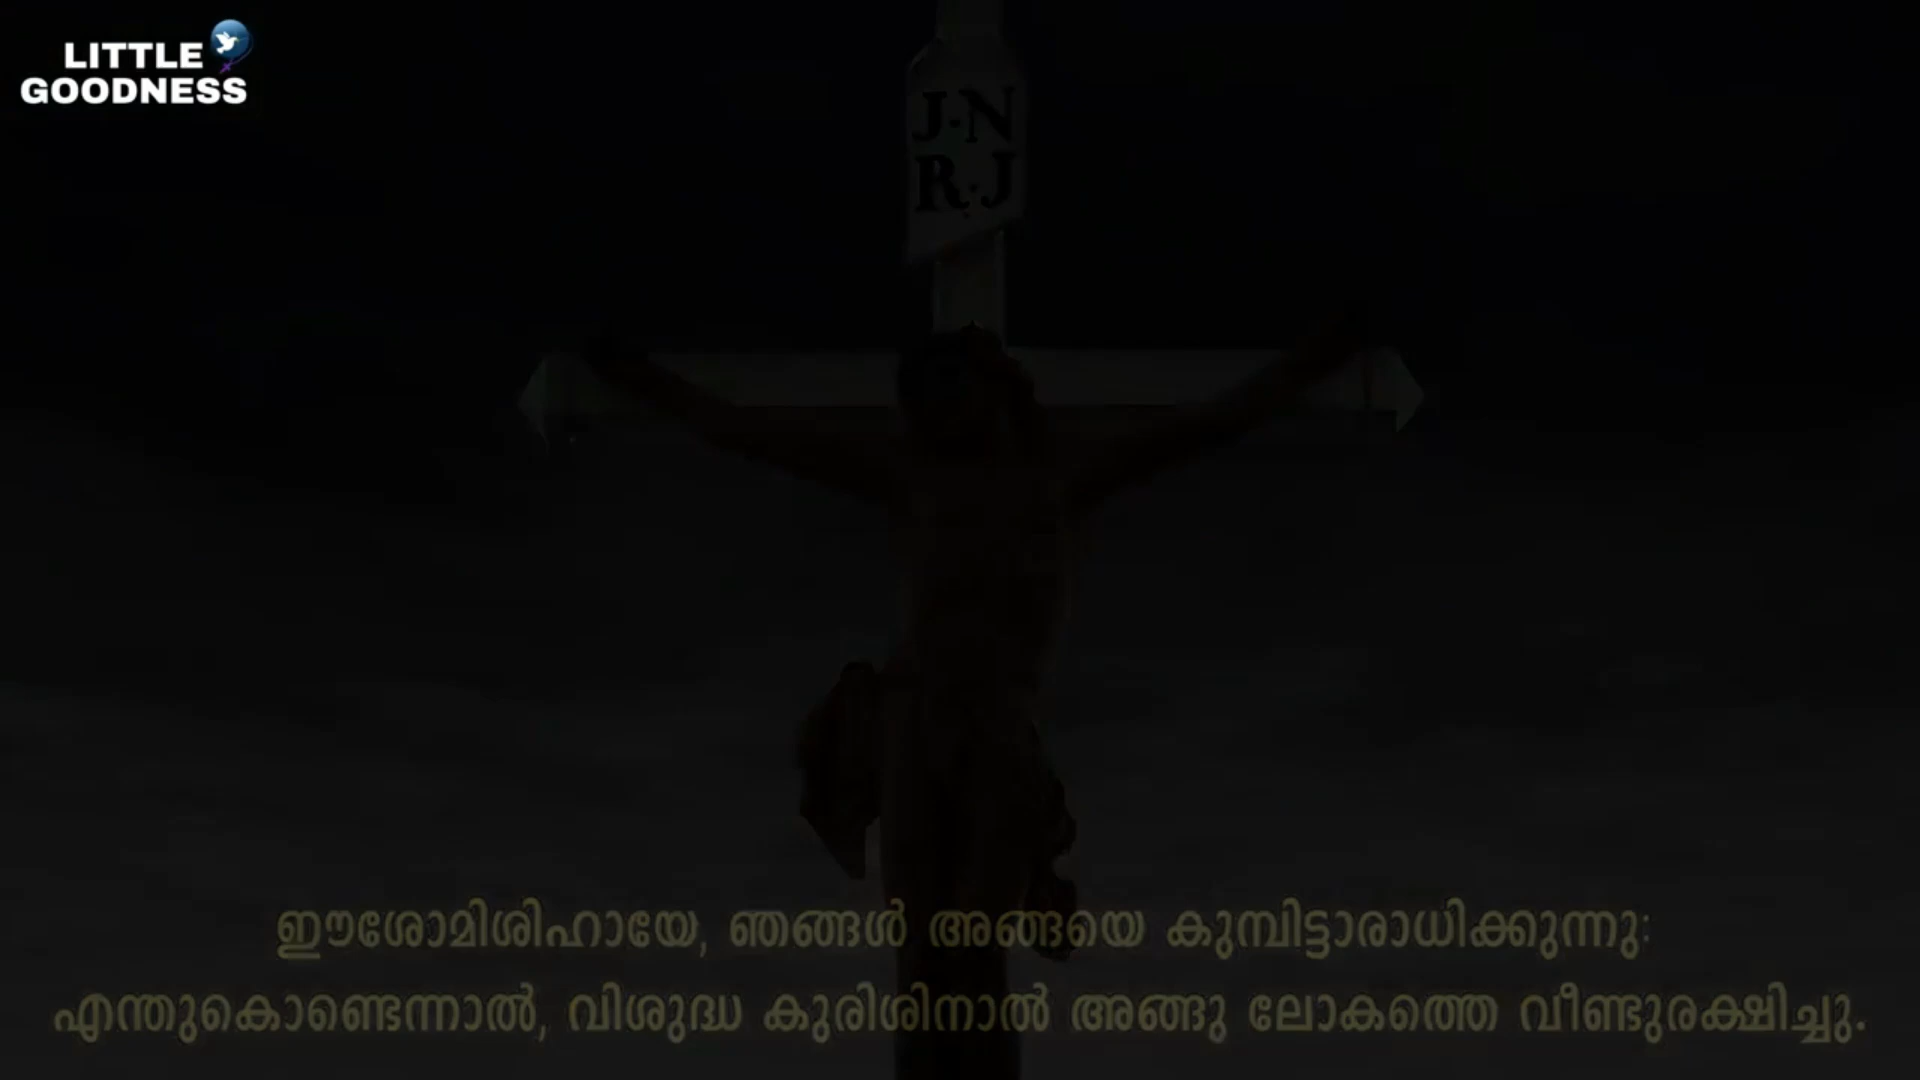 LITTLE
GOODNESS
J·N
R·J
ഈശോമിശിഹായേ, ഞങ്ങൾ അങ്ങയെ കുമ്പിട്ടാരാധിക്കുന്നു:
എന്തുകൊണ്ടെന്നാൽ, വിശുദ്ധ കുരിശിനാൽ അങ്ങു ലോകത്തെ വീണ്ടുരക്ഷിച്ചു.